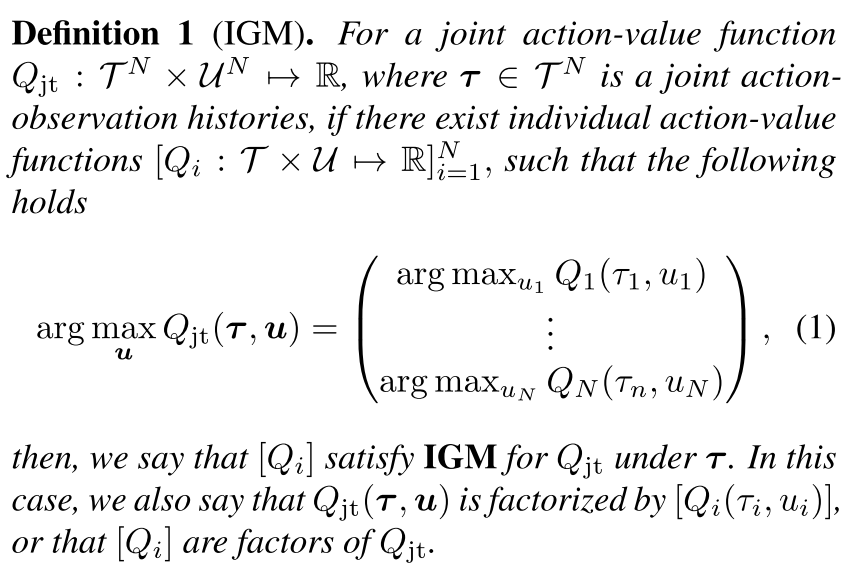 Definition 1 (IGM). For a joint action-value function
Q_jt : 𝒯^N × 𝒰^N ↦ ℝ, where 𝝉 ∈ 𝒯^N is a joint action-
observation histories, if there exist individual action-value
functions [Q_i : 𝒯 × 𝒰 ↦ ℝ]_{i=1}^N, such that the following
holds
arg max_𝒖 Q_jt(𝝉, 𝒖) = ( arg max_{u_1} Q_1(τ_1, u_1) ⋮ arg max_{u_N} Q_N(τ_n, u_N) ), (1)
then, we say that [Q_i] satisfy IGM for Q_jt under 𝝉. In this
case, we also say that Q_jt(𝝉, 𝒖) is factorized by [Q_i(τ_i, u_i)],
or that [Q_i] are factors of Q_jt.